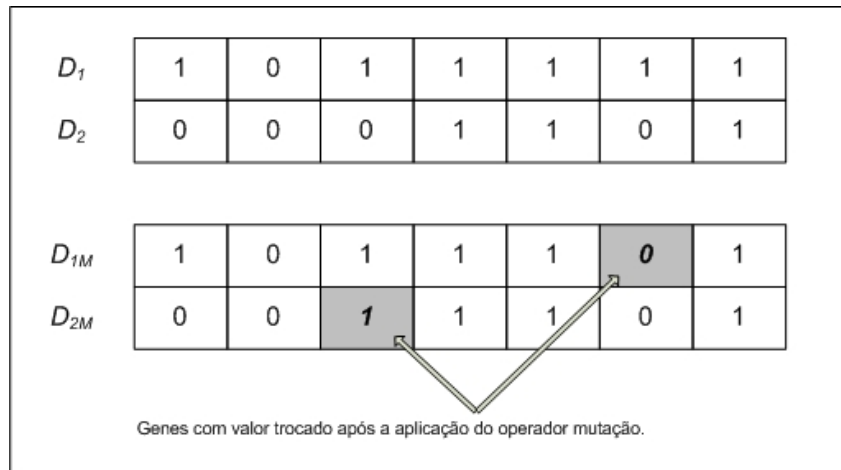 D1 1 0 1 1 1 1 1
D2 0 0 0 1 1 0 1
D1M 1 0 1 1 1 0 1
D2M 0 0 1 1 1 0 1
Genes com valor trocado após a aplicação do operador mutação.